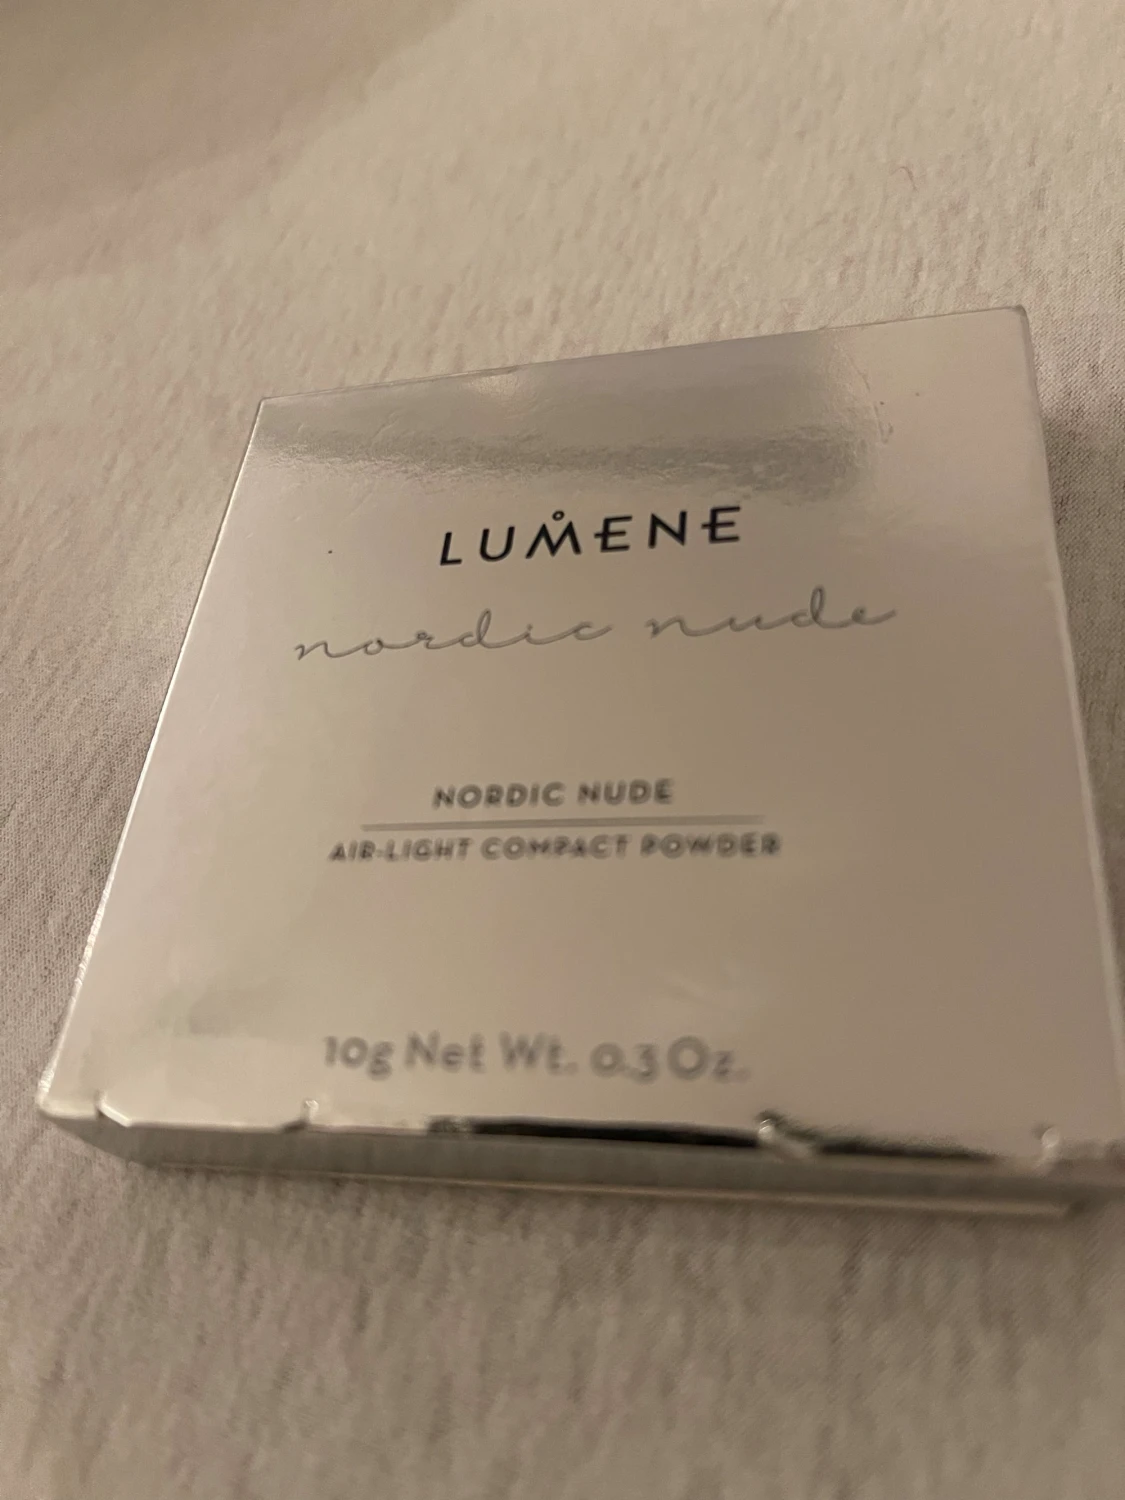 LUMENE
nordic nude
NORDIC NUDE
AIR-LIGHT COMPACT POWDER
10g Net Wt. 0.3 Oz.